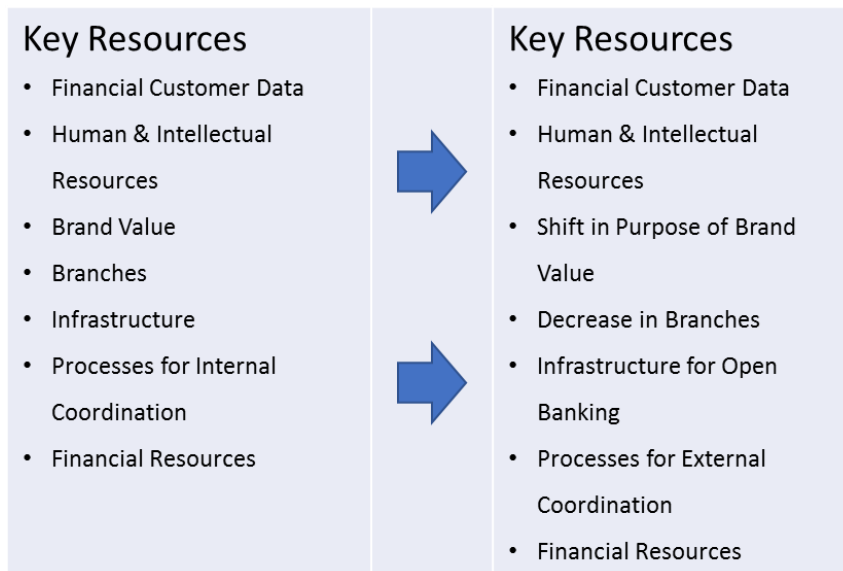 Key Resources
• Financial Customer Data
• Human & Intellectual
Resources
• Brand Value
• Branches
• Infrastructure
• Processes for Internal
Coordination
• Financial Resources
Key Resources
• Financial Customer Data
• Human & Intellectual
Resources
• Shift in Purpose of Brand
Value
• Decrease in Branches
• Infrastructure for Open
Banking
• Processes for External
Coordination
• Financial Resources